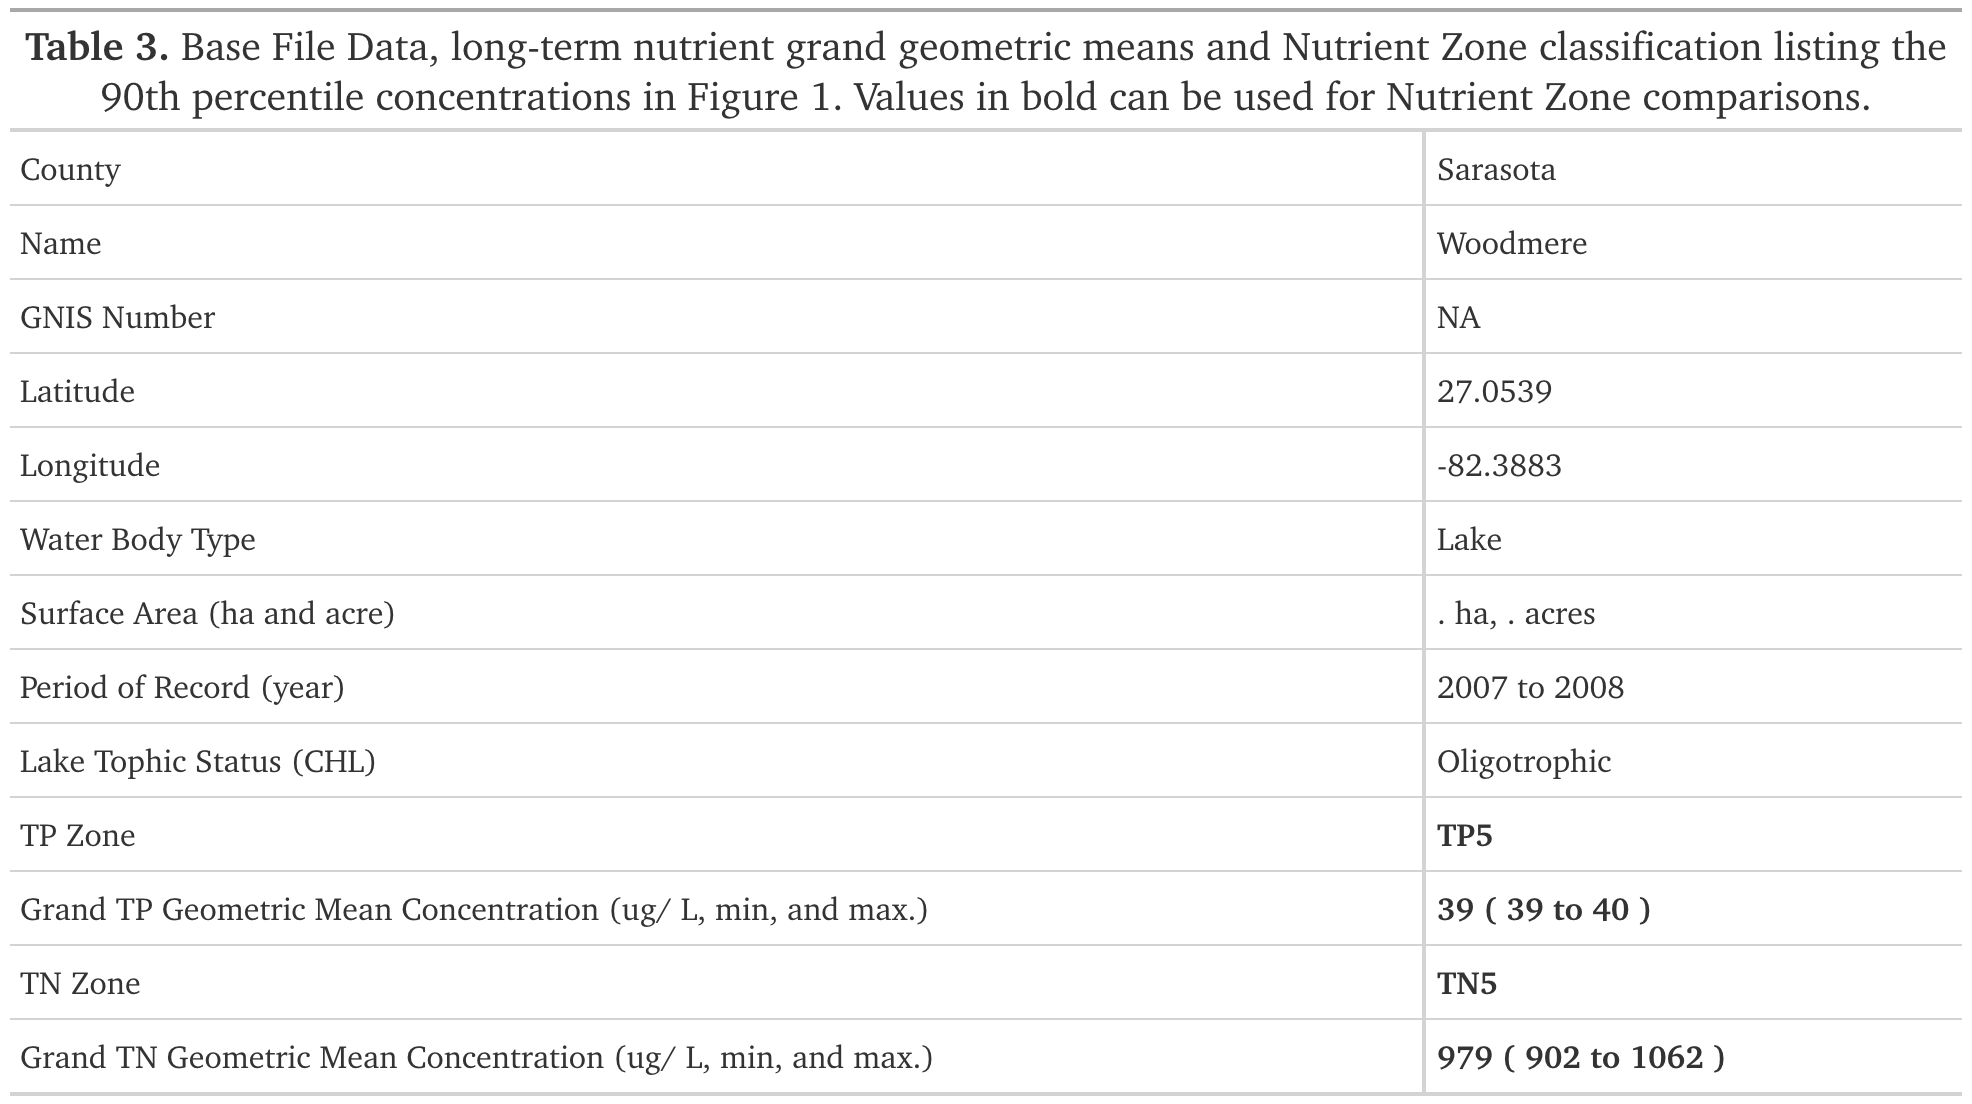 Table 3. Base File Data, long-term nutrient grand geometric means and Nutrient Zone classification listing the
90th percentile concentrations in Figure 1. Values in bold can be used for Nutrient Zone comparisons.
County Sarasota
Name Woodmere
GNIS Number NA
Latitude 27.0539
Longitude -82.3883
Water Body Type Lake
Surface Area (ha and acre) . ha, . acres
Period of Record (year) 2007 to 2008
Lake Tophic Status (CHL) Oligotrophic
TP Zone TP5
Grand TP Geometric Mean Concentration (ug/ L, min, and max.) 39 ( 39 to 40 )
TN Zone TN5
Grand TN Geometric Mean Concentration (ug/ L, min, and max.) 979 ( 902 to 1062 )